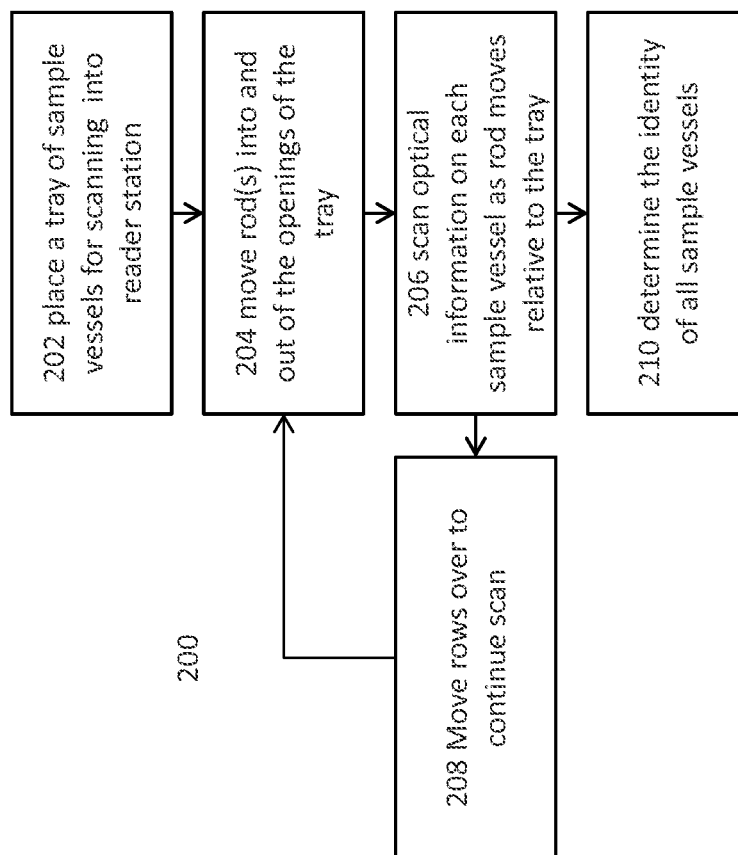 202 place a tray of sample
vessels for scanning into
reader station
204 move rod(s) into and
out of the openings of the
tray
206 scan optical
information on each
sample vessel as rod moves
relative to the tray
210 determine the identity
of all sample vessels
200
208 Move rows over to
continue scan